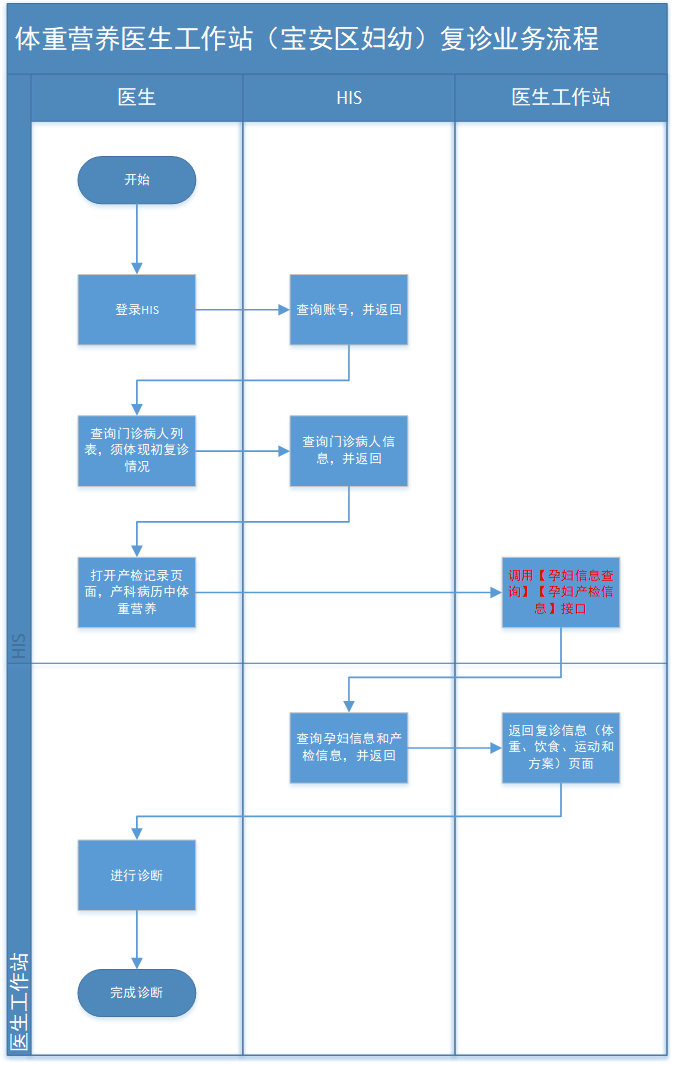 体重营养医生工作站（宝安区妇幼）复诊业务流程
医生
HIS
医生工作站
开始
登录HIS
查询账号，并返回
查询门诊病人列
表，须体现初复诊
情况
查询门诊病人信
息，并返回
打开产检记录页
面，产科病历中体
重营养
调用【孕妇信息查
询】【孕妇产检信
息】接口
HIS
查询孕妇信息和产
检信息，并返回
返回复诊信息（体
重、饮食、运动和
方案）页面
进行诊断
完成诊断
医生工作站